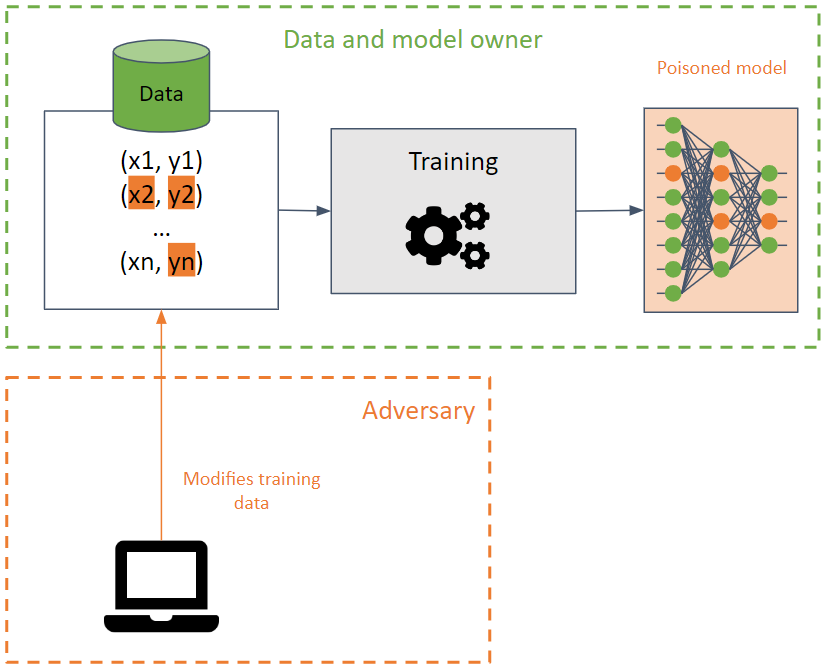 Data and model owner
Poisoned model
Data
(x1, y1)
(x2, y2)
...
(xn, yn)
Training
Adversary
Modifies training
data